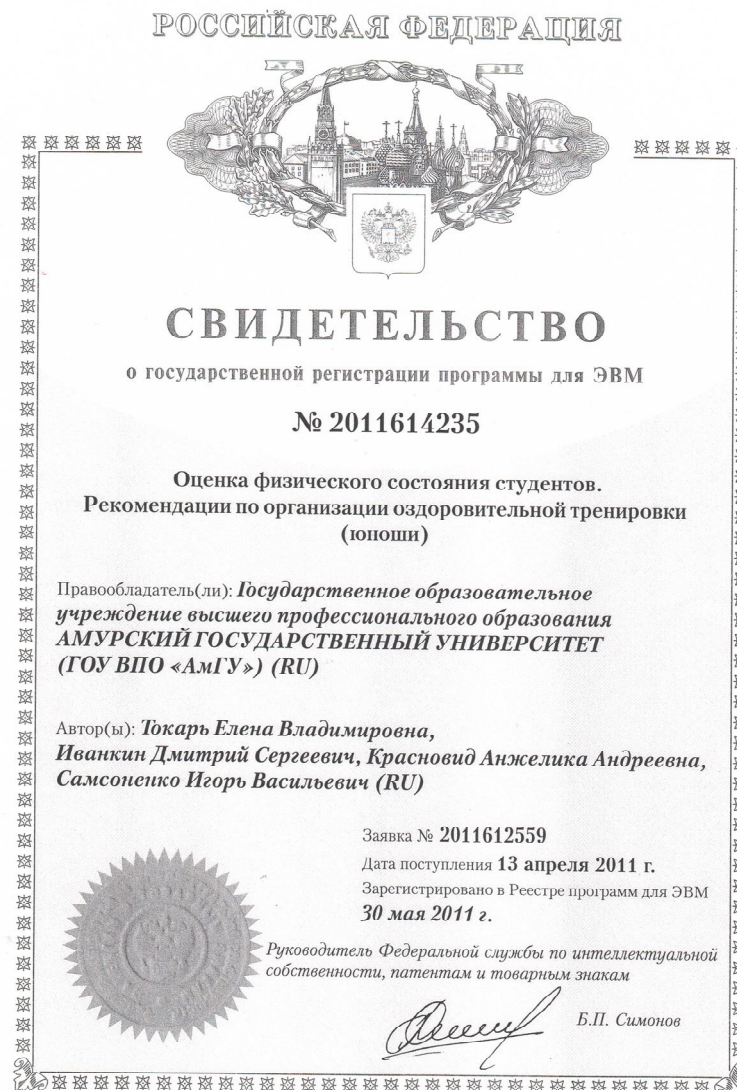 РОССИЙСКАЯ ФЕДЕРАЦИЯ
СВИДЕТЕЛЬСТВО
о государственной регистрации программы для ЭВМ
№ 2011614235
Оценка физического состояния студентов.
Рекомендации по организации оздоровительной тренировки
(юноши)
Правообладатель(ли): Государственное образовательное
учреждение высшего профессионального образования
АМУРСКИЙ ГОСУДАРСТВЕННЫЙ УНИВЕРСИТЕТ
(ГОУ ВПО «АмГУ») (RU)
Автор(ы): Токарь Елена Владимировна,
Иванкин Дмитрий Сергеевич, Красновид Анжелика Андреевна,
Самсоненко Игорь Васильевич (RU)
Заявка № 2011612559
Дата поступления 13 апреля 2011 г.
Зарегистрировано в Реестре программ для ЭВМ
30 мая 2011 г.
Руководитель Федеральной службы по интеллектуальной
собственности, патентам и товарным знакам
Б.П. Симонов